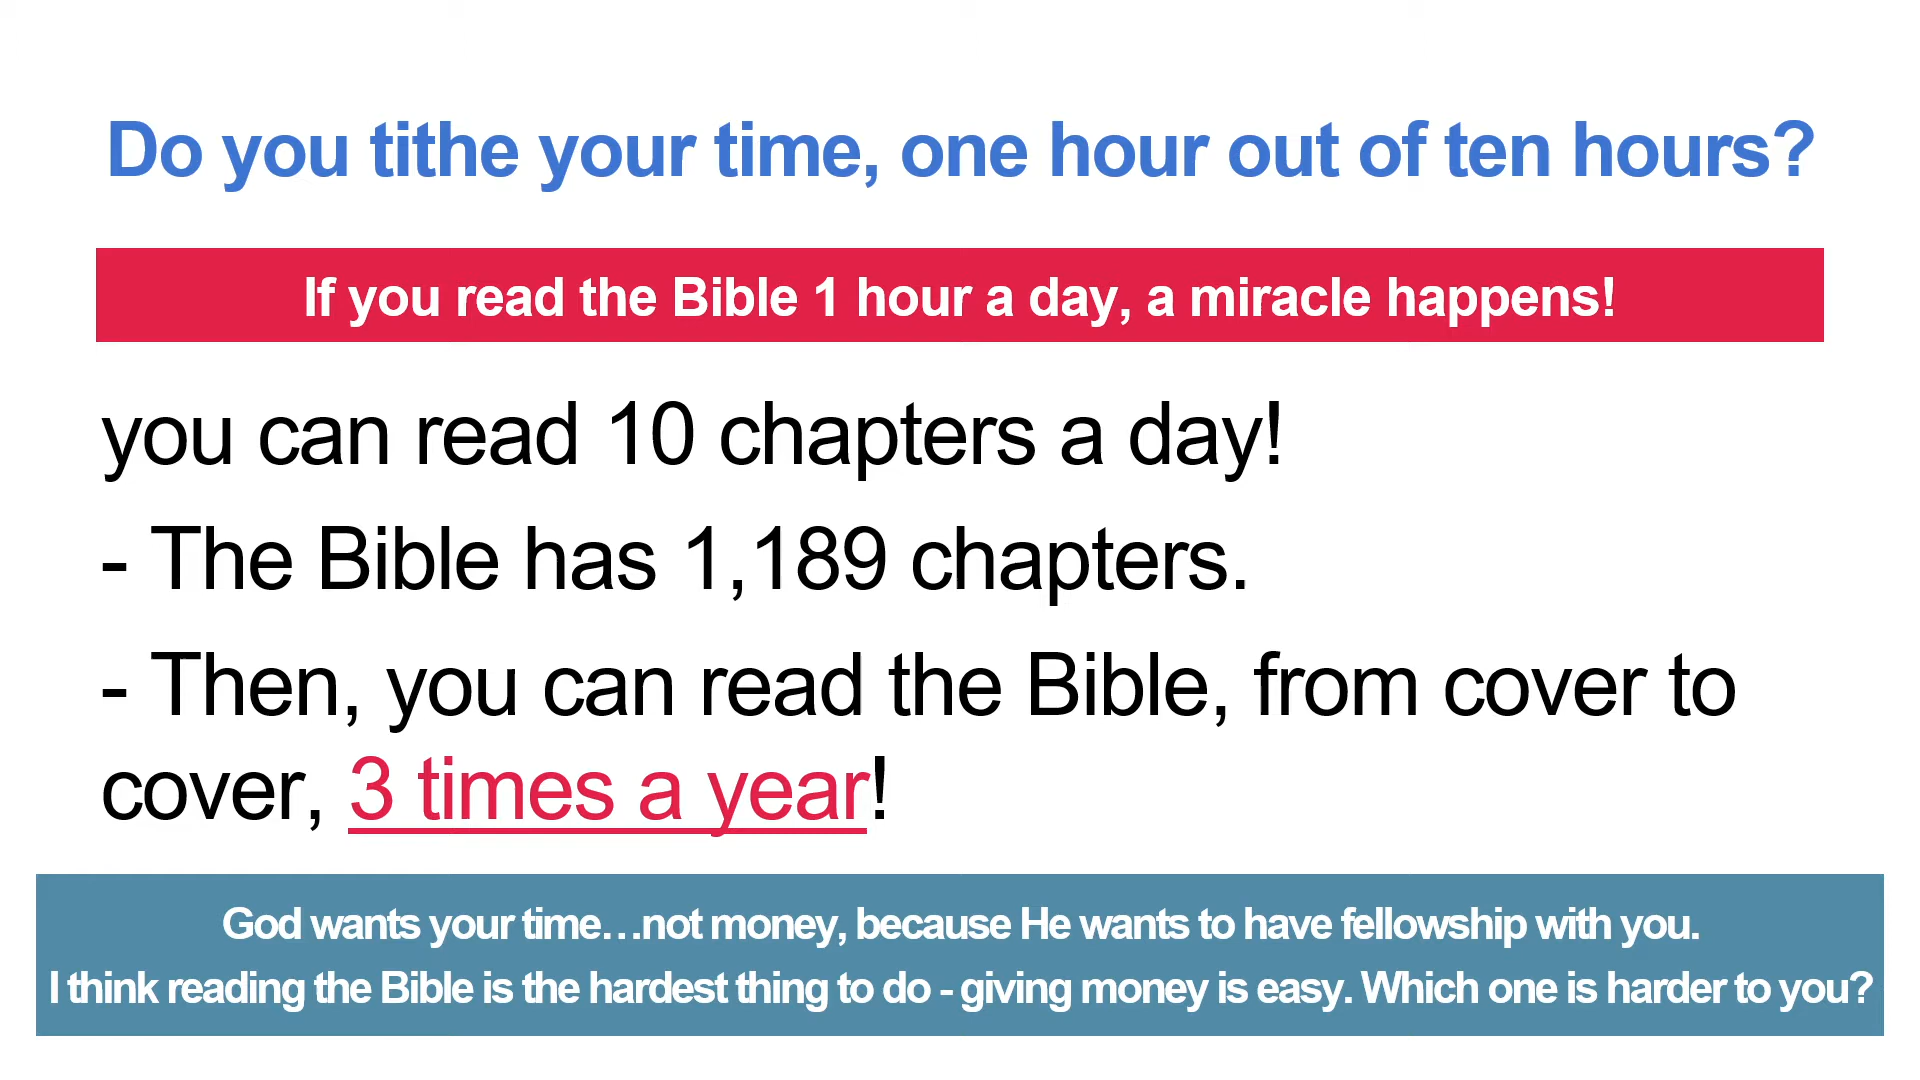 Do you tithe your time, one hour out of ten hours?
If you read the Bible 1 hour a day, a miracle happens!
you can read 10 chapters a day!
- The Bible has 1,189 chapters.
- Then, you can read the Bible, from cover to
cover, 3 times a year!
God wants your time…not money, because He wants to have fellowship with you.
I think reading the Bible is the hardest thing to do - giving money is easy. Which one is harder to you?